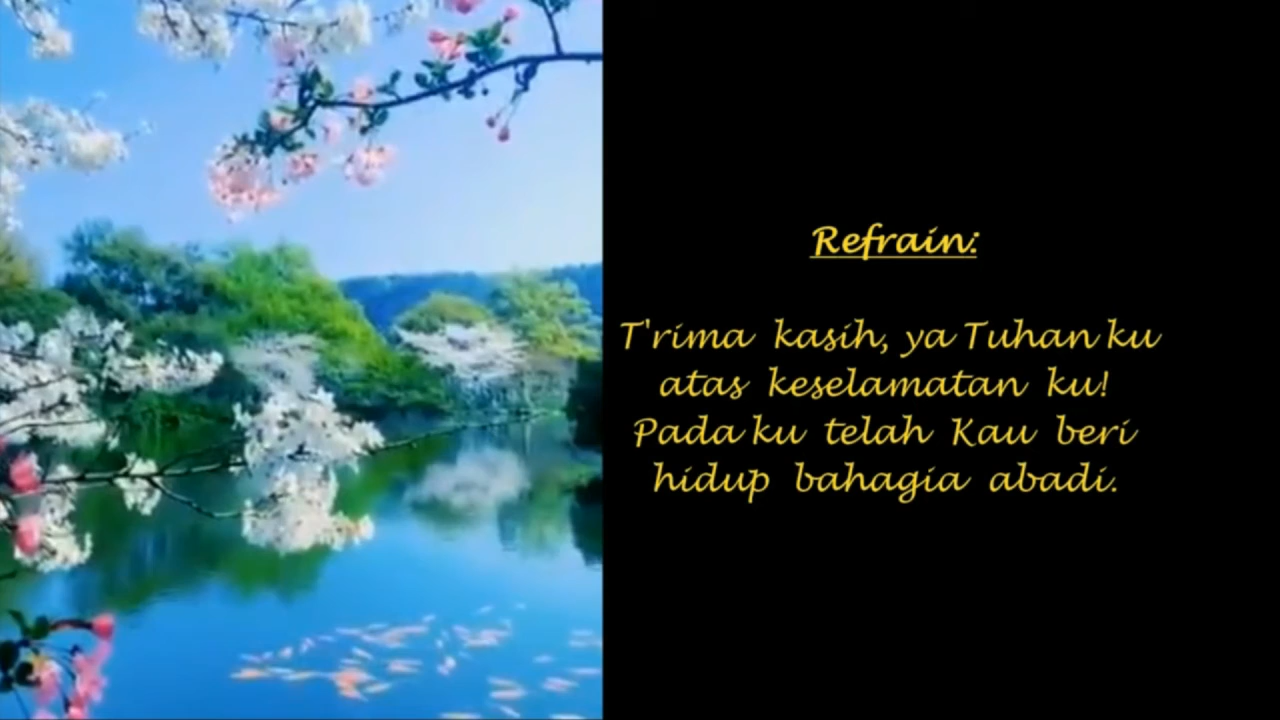 Refrain:
T'rima kasih, ya Tuhan ku
atas keselamatan ku!
Pada ku telah Kau beri
hidup bahagia abadi.